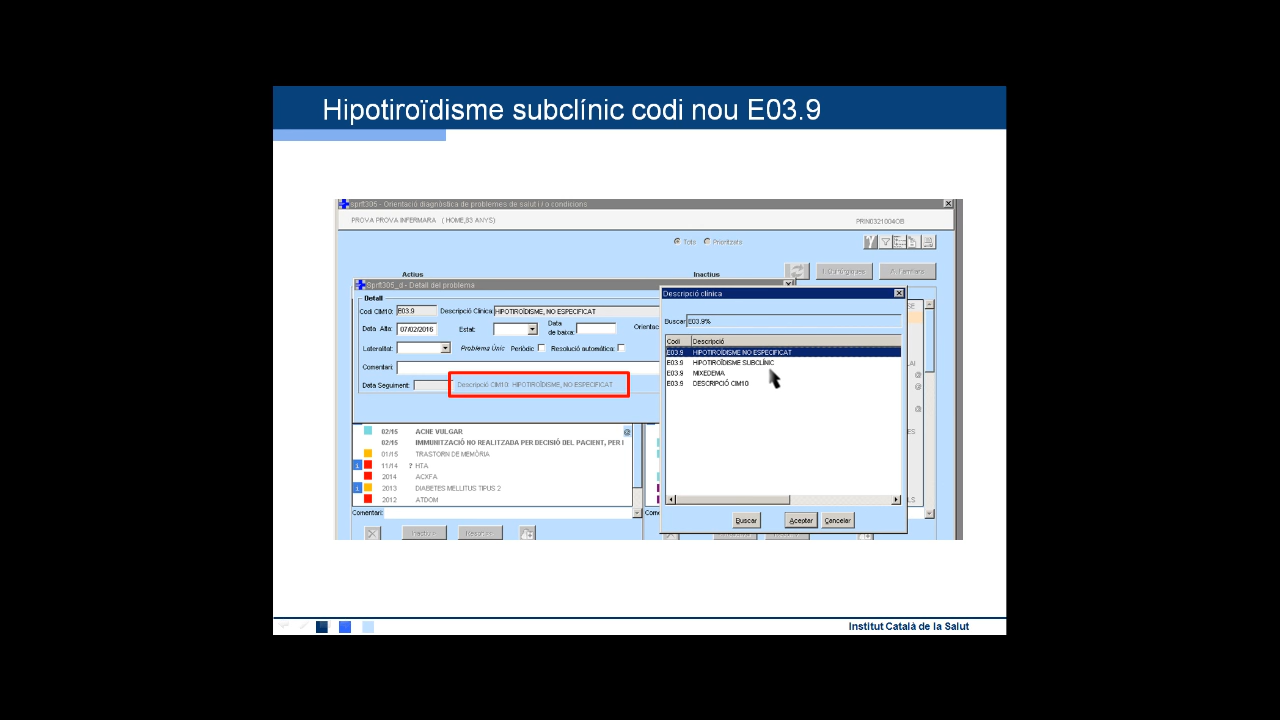 Hipotiroïdisme subclínic codi nou E03.9
sprft305 - Orientació diagnòstica de problemes de salut i / o condicions
PROVA PROVA INFERMARA ( HOME,83 ANYS)
PRIN0321004OB
Tots Prioritzats
Actius
Inactius
Sprft305_d - Detall del problema
Detall
Codi CIM10: E03.9 Descripció Clínica HIPOTIROÏDISME, NO ESPECIFICAT
Data Alta: 07/02/2016 Estat: Data de baixa: Orientac
Lateralitat: Problema Únic Periòdic Resolució automàtica:
Comentari:
Data Seguiment: Descripció CIM10 HIPOTIROÏDISME, NO ESPECIFICAT
Descripció clínica
Buscar E03.9%
Codi Descripció
E03.9 HIPOTIROÏDISME NO ESPECIFICAT
E03.9 HIPOTIROÏDISME SUBCLÍNIC
E03.9 MIXEDEMA
E03.9 DESCRIPCIÓ CIM10
Buscar Aceptar Cancelar
02/15 ACNE VULGAR
02/15 IMMUNITZACIÓ NO REALITZADA PER DECISIÓ DEL PACIENT, PER I
01/15 TRASTORN DE MEMÒRIA
11/14 ? HTA
2014 ACXFA
2013 DIABETES MELLITUS TIPUS 2
2012 ATDOM
Comentari:
Institut Català de la Salut